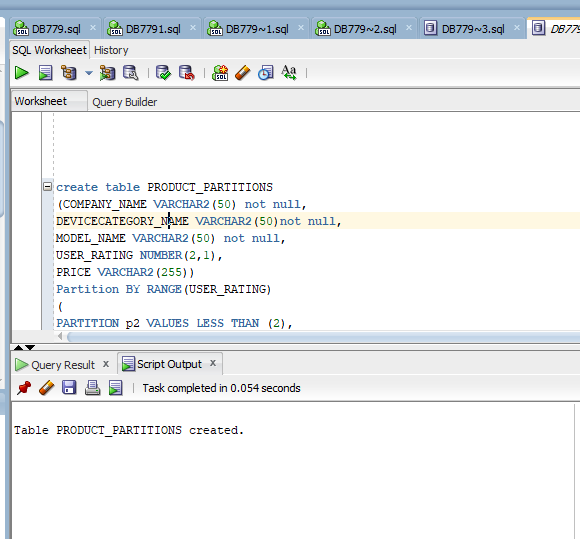 DB779.sql DB7791.sql DB779~1.sql DB779~2.sql DB779~3.sql DB779
SQL Worksheet History
Worksheet Query Builder
create table PRODUCT_PARTITIONS
(COMPANY_NAME VARCHAR2(50) not null,
DEVICECATEGORY_NAME VARCHAR2(50)not null,
MODEL_NAME VARCHAR2(50) not null,
USER_RATING NUMBER(2,1),
PRICE VARCHAR2(255))
Partition BY RANGE(USER_RATING)
(
PARTITION p2 VALUES LESS THAN (2),
Query Result Script Output
Task completed in 0.054 seconds
Table PRODUCT_PARTITIONS created.